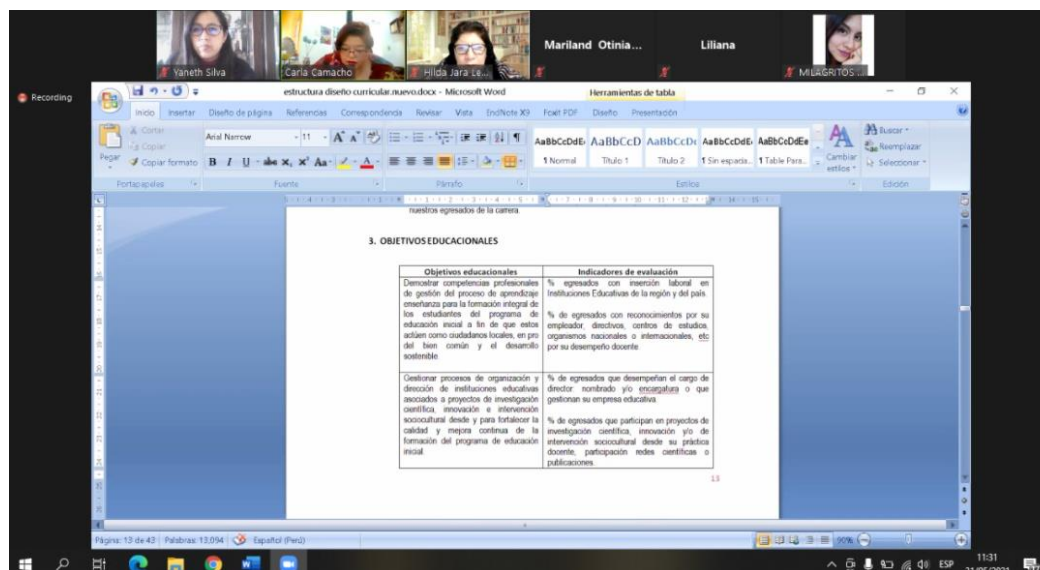 Mariland Otinia...
Liliana
Yaneth Silva
Carla Camacho
Hilda Jara Le...
MILAGRITOS ...
Recording
estructura diseño curricular.nuevo.docx - Microsoft Word
Herramientas de tabla
Inicio Insertar Diseño de página Referencias Correspondencia Revisar Vista EndNote X9 Foxit PDF Diseño Presentación
Pegar
Cortar
Copiar
Copiar formato
Portapapeles
Arial Narrow 11
Fuente
Párrafo
AaBbCcDdE AaBbCcD AaBbCcDc AaBbCcDdE AaBbCcDdEe
¶ Normal Título 1 Título 2 ¶ Sin espacia... ¶ Table Para...
Cambiar estilos
Estilos
Buscar
Reemplazar
Seleccionar
Edición
nuestros egresados de la carrera.
3. OBJETIVOS EDUCACIONALES
Objetivos educacionales
Demostrar competencias profesionales
de gestión del proceso de aprendizaje
enseñanza para la formación integral de
los estudiantes del programa de
educación inicial a fin de que estos
actúen como ciudadanos locales, en pro
del bien común y el desarrollo
sostenible
Indicadores de evaluación
% egresados con inserción laboral en
Instituciones Educativas de la región y del país.
% de egresados con reconocimientos por su
empleador, directivos, centros de estudios,
organismos nacionales o internacionales, etc
por su desempeño docente
Gestionar procesos de organización y
dirección de instituciones educativas
asociados a proyectos de investigación
científica, innovación e intervención
sociocultural desde y para fortalecer la
calidad y mejora continua de la
formación del programa de educación
inicial
% de egresados que desempeñan el cargo de
director nombrado y/o encargatura o que
gestionan su empresa educativa
% de egresados que participan en proyectos de
investigación científica, innovación y/o de
intervención sociocultural desde su práctica
docente, participación redes científicas o
publicaciones
13
Página: 13 de 43 Palabras: 13,094 Español (Perú) 90%
ESP
11:31
21/05/2021